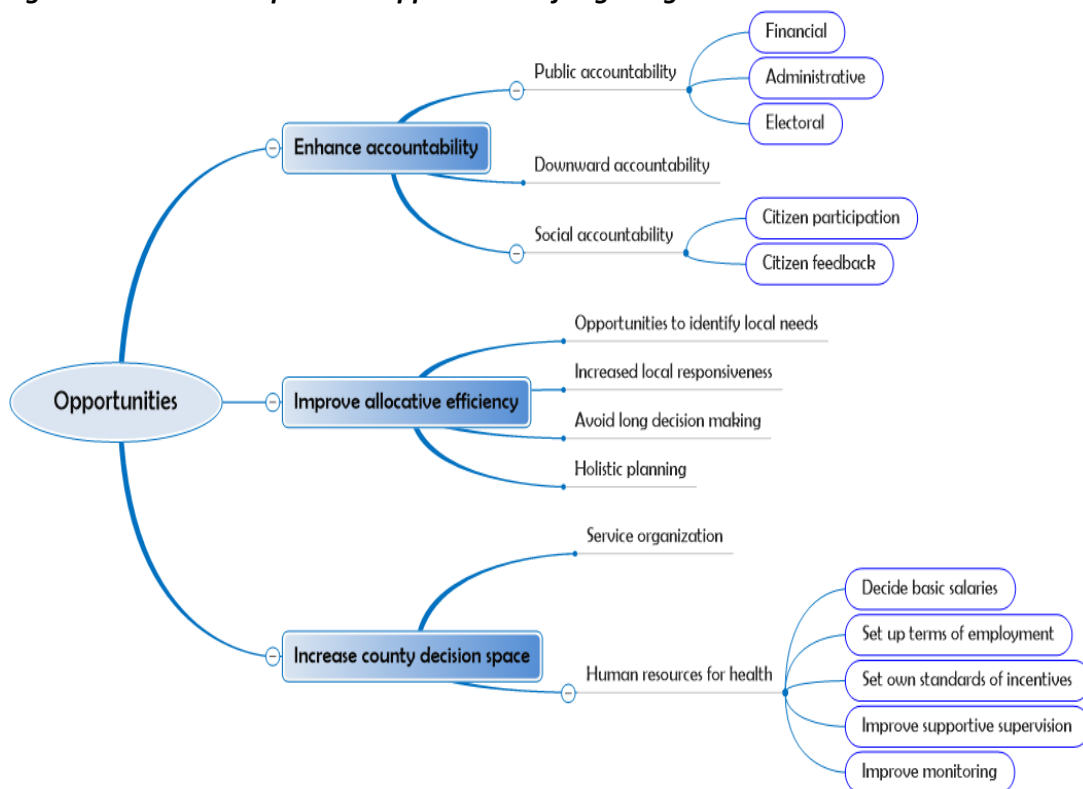 Financial
Public accountability
Administrative
Electoral
Enhance accountability
Downward accountability
Citizen participation
Social accountability
Citizen feedback
Opportunities to identify local needs
Increased local responsiveness
Opportunities
Improve allocative efficiency
Avoid long decision making
Holistic planning
Service organization
Decide basic salaries
Set up terms of employment
Increase county decision space
Human resources for health
Set own standards of incentives
Improve supportive supervision
Improve monitoring